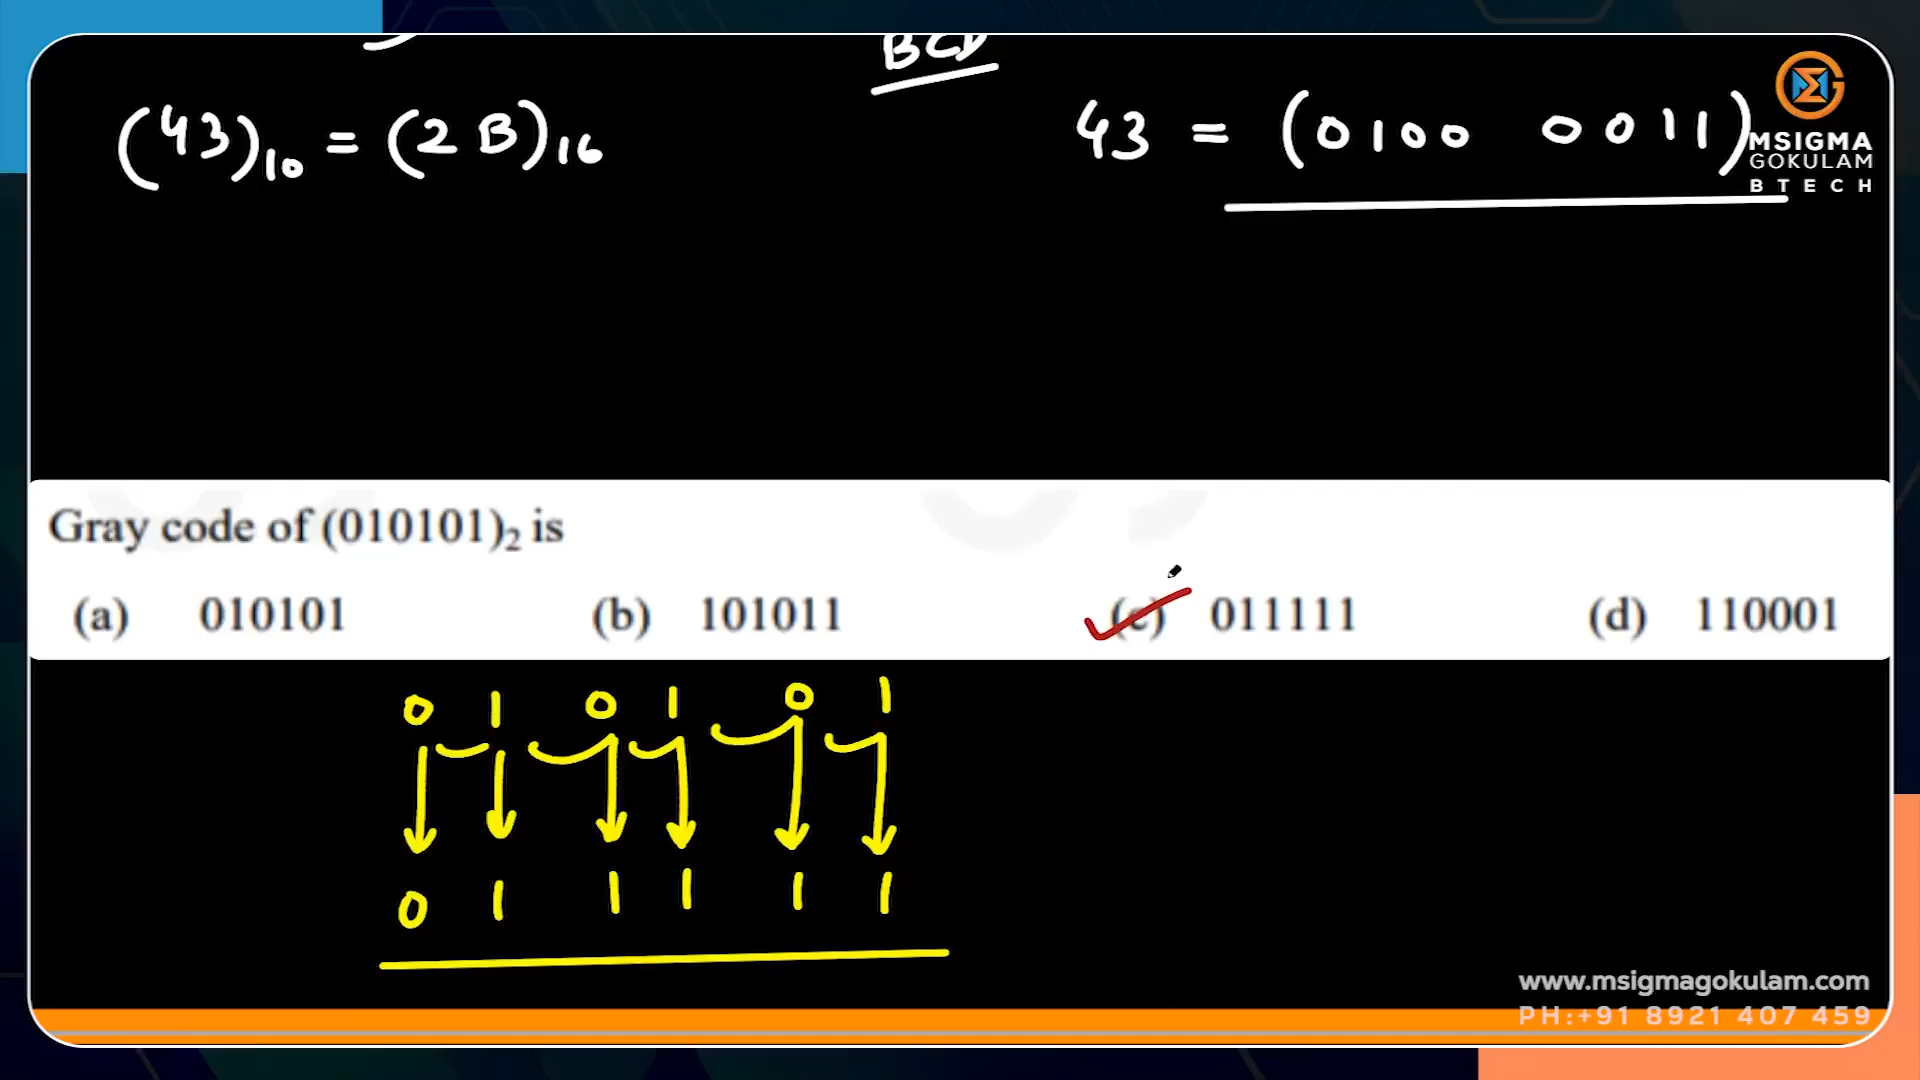 BCD
(43)10 = (2B)16
43 = (0100 0011)
MSIGMA
GOKULAM
BTECH
Gray code of (010101)2 is
(a) 010101 (b) 101011 (c) 011111 (d) 110001
0 1 0 1 0 1
0 1 1 1 1 1
www.msigmagokulam.com
PH:+91 8921 407 459